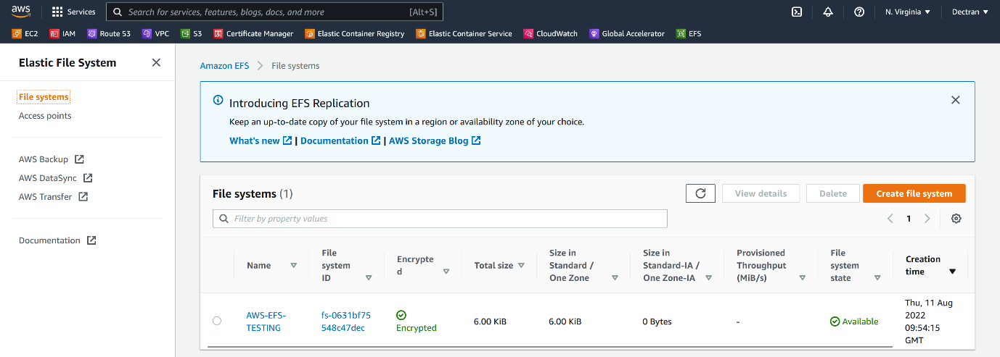 aws
Services
Search for services, features, blogs, docs, and more
[Alt+S]
N. Virginia
Dectran
EC2
IAM
Route 53
VPC
S3
Certificate Manager
Elastic Container Registry
Elastic Container Service
CloudWatch
Global Accelerator
EFS
Elastic File System
File systems
Access points
AWS Backup
AWS DataSync
AWS Transfer
Documentation
Amazon EFS
File systems
Introducing EFS Replication
Keep an up-to-date copy of your file system in a region or availability zone of your choice.
What's new | Documentation | AWS Storage Blog
File systems (1)
View details
Delete
Create file system
Filter by property values
1
Name
File
system
ID
Encrypte
d
Total size
Size in
Standard /
One Zone
Size in
Standard-IA /
One Zone-IA
Provisioned
Throughput
(MiB/s)
File
system
state
Creation
time
AWS-EFS-
TESTING
fs-0631bf75
548c47dec
Encrypted
6.00 KiB
6.00 KiB
0 Bytes
-
Available
Thu, 11 Aug
2022
09:54:15
GMT